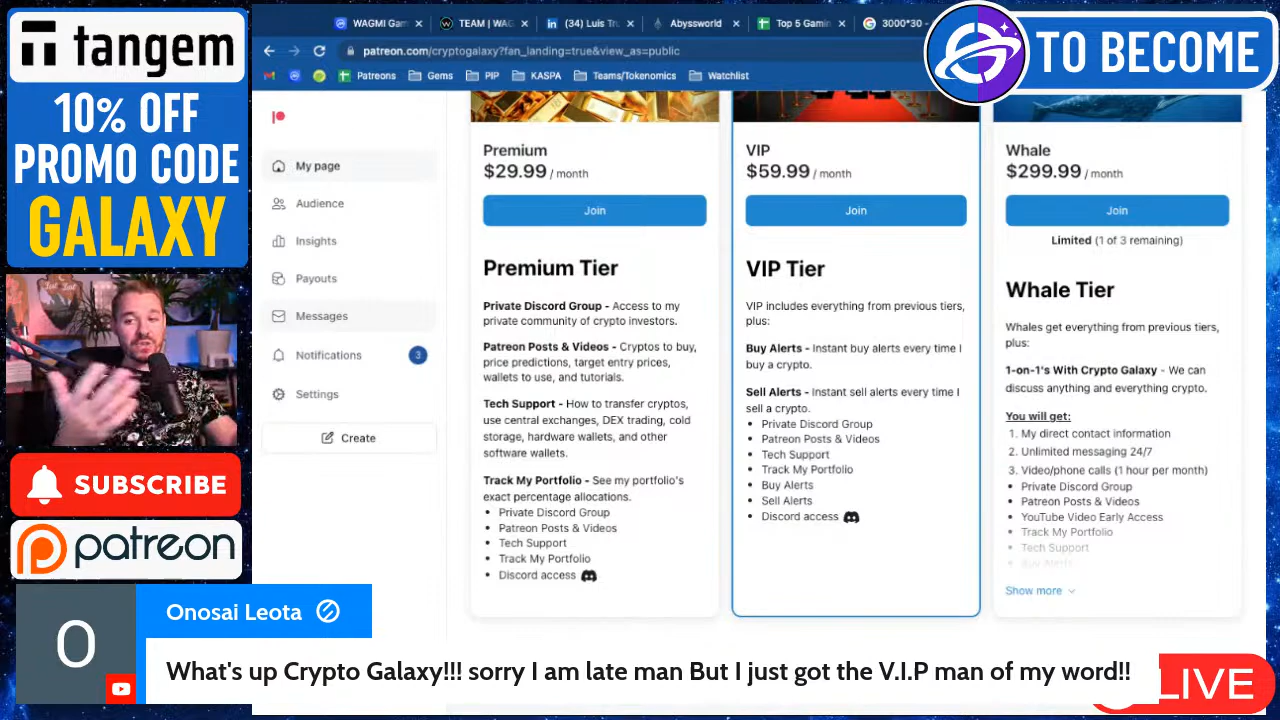 tangem
10% OFF
PROMO CODE
GALAXY
SUBSCRIBE
patreon
WAGMI Gam
TEAM | WAG
(34) Luis Tr
Abyssworld
Top 5 Gamin
3000*30 -
patreon.com/cryptogalaxy?fan_landing=true&view_as=public
Patreons
Gems
PIP
KASPA
Teams/Tokenomics
Watchlist
TO BECOME
My page
Audience
Insights
Payouts
Messages
Notifications
3
Settings
Create
Premium
$29.99 / month
Join
Premium Tier
Private Discord Group - Access to my
private community of crypto investors.
Patreon Posts & Videos - Cryptos to buy,
price predictions, target entry prices,
wallets to use, and tutorials.
Tech Support - How to transfer cryptos,
use central exchanges, DEX trading, cold
storage, hardware wallets, and other
software wallets.
Track My Portfolio - See my portfolio's
exact percentage allocations.
• Private Discord Group
• Patreon Posts & Videos
• Tech Support
• Track My Portfolio
• Discord access
VIP
$59.99 / month
Join
VIP Tier
VIP includes everything from previous tiers,
plus:
Buy Alerts - Instant buy alerts every time I
buy a crypto.
Sell Alerts - Instant sell alerts every time I
sell a crypto.
• Private Discord Group
• Patreon Posts & Videos
• Tech Support
• Track My Portfolio
• Buy Alerts
• Sell Alerts
• Discord access
Whale
$299.99 / month
Join
Limited (1 of 3 remaining)
Whale Tier
Whales get everything from previous tiers,
plus:
1-on-1's With Crypto Galaxy - We can
discuss anything and everything crypto.
You will get:
1. My direct contact information
2. Unlimited messaging 24/7
3. Video/phone calls (1 hour per month)
• Private Discord Group
• Patreon Posts & Videos
• YouTube Video Early Access
• Track My Portfolio
• Tech Support
• Buy Alerts
Show more
O
Onosai Leota
What's up Crypto Galaxy!!! sorry I am late man But I just got the V.I.P man of my word!!
LIVE